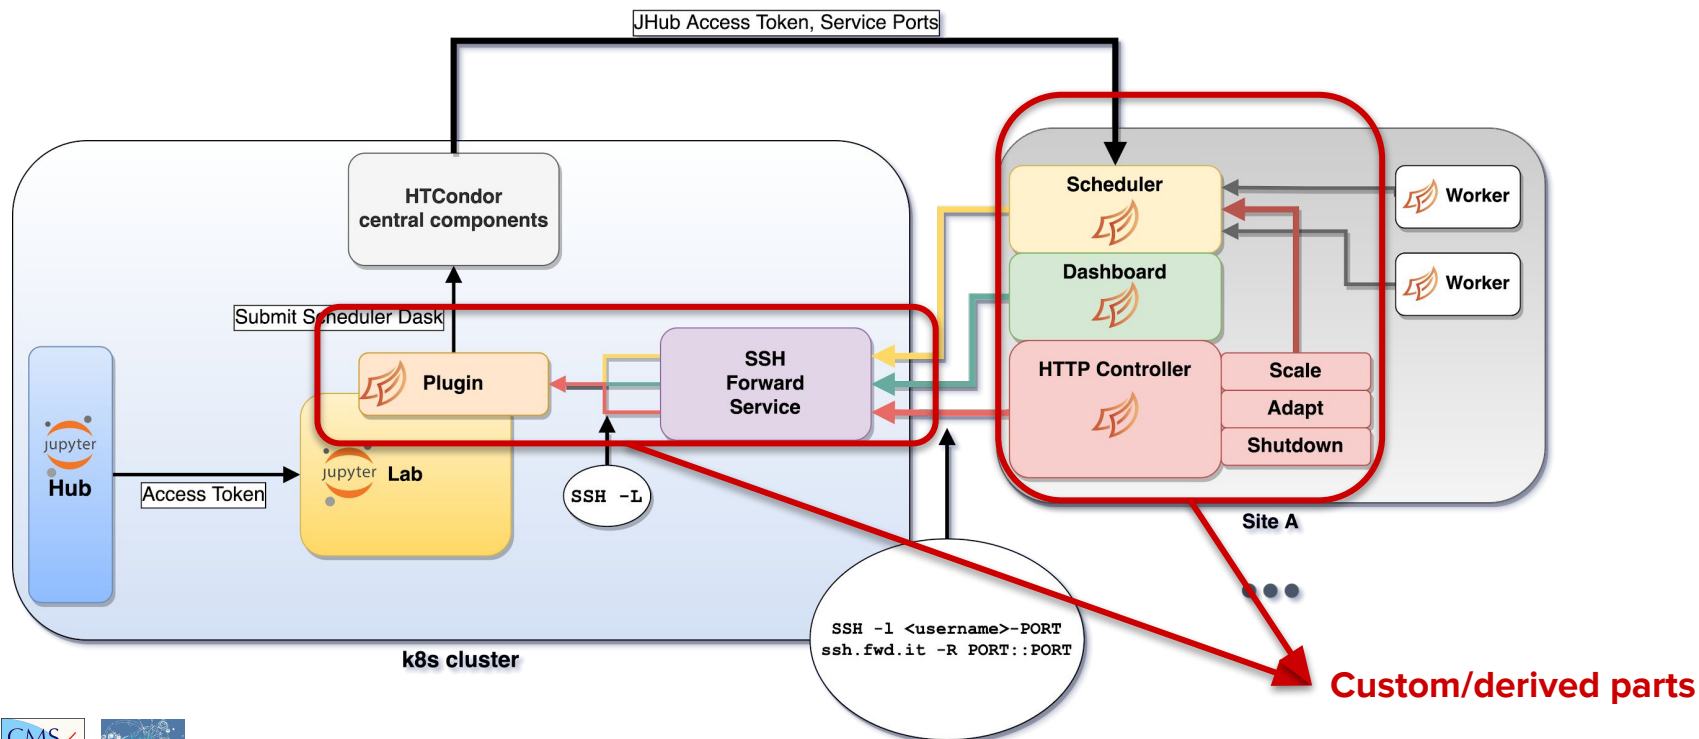 JHub Access Token, Service Ports
HTCondor
central components
Submit Scheduler Dask
Plugin
SSH
Forward
Service
jupyter
Hub
Access Token
jupyter
Lab
SSH -L
k8s cluster
Scheduler
Dashboard
HTTP Controller
Scale
Adapt
Shutdown
Worker
Worker
Site A
SSH -l <username>-PORT
ssh.fwd.it -R PORT::PORT
Custom/derived parts
CMS